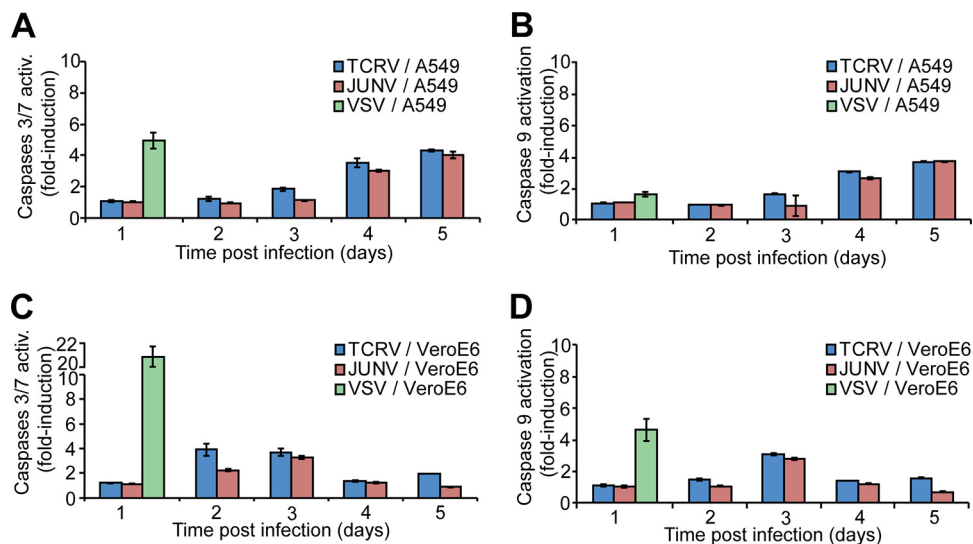 A
Caspases 3/7 activ.
(fold-induction)
10
8
6
4
2
0
TCRV / A549
JUNV / A549
VSV / A549
1 2 3 4 5
Time post infection (days)
B
Caspase 9 activation
(fold-induction)
10
8
6
4
2
0
TCRV / A549
JUNV / A549
VSV / A549
1 2 3 4 5
Time post infection (days)
C
Caspases 3/7 activ.
(fold-induction)
22
20
10
8
6
4
2
0
TCRV / VeroE6
JUNV / VeroE6
VSV / VeroE6
1 2 3 4 5
Time post infection (days)
D
Caspase 9 activation
(fold-induction)
10
8
6
4
2
0
TCRV / VeroE6
JUNV / VeroE6
VSV / VeroE6
1 2 3 4 5
Time post infection (days)